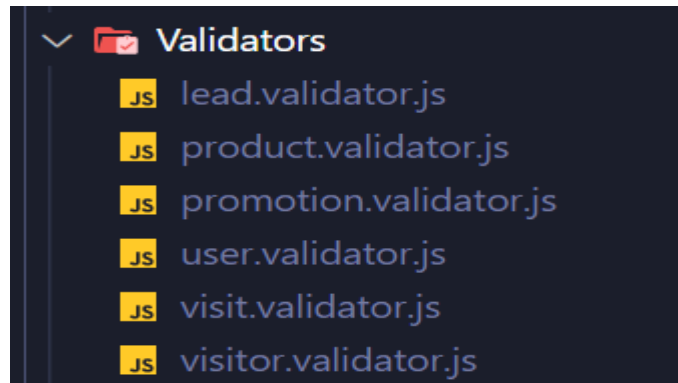 Validators
JS lead.validator.js
JS product.validator.js
JS promotion.validator.js
JS user.validator.js
JS visit.validator.js
JS visitor.validator.js